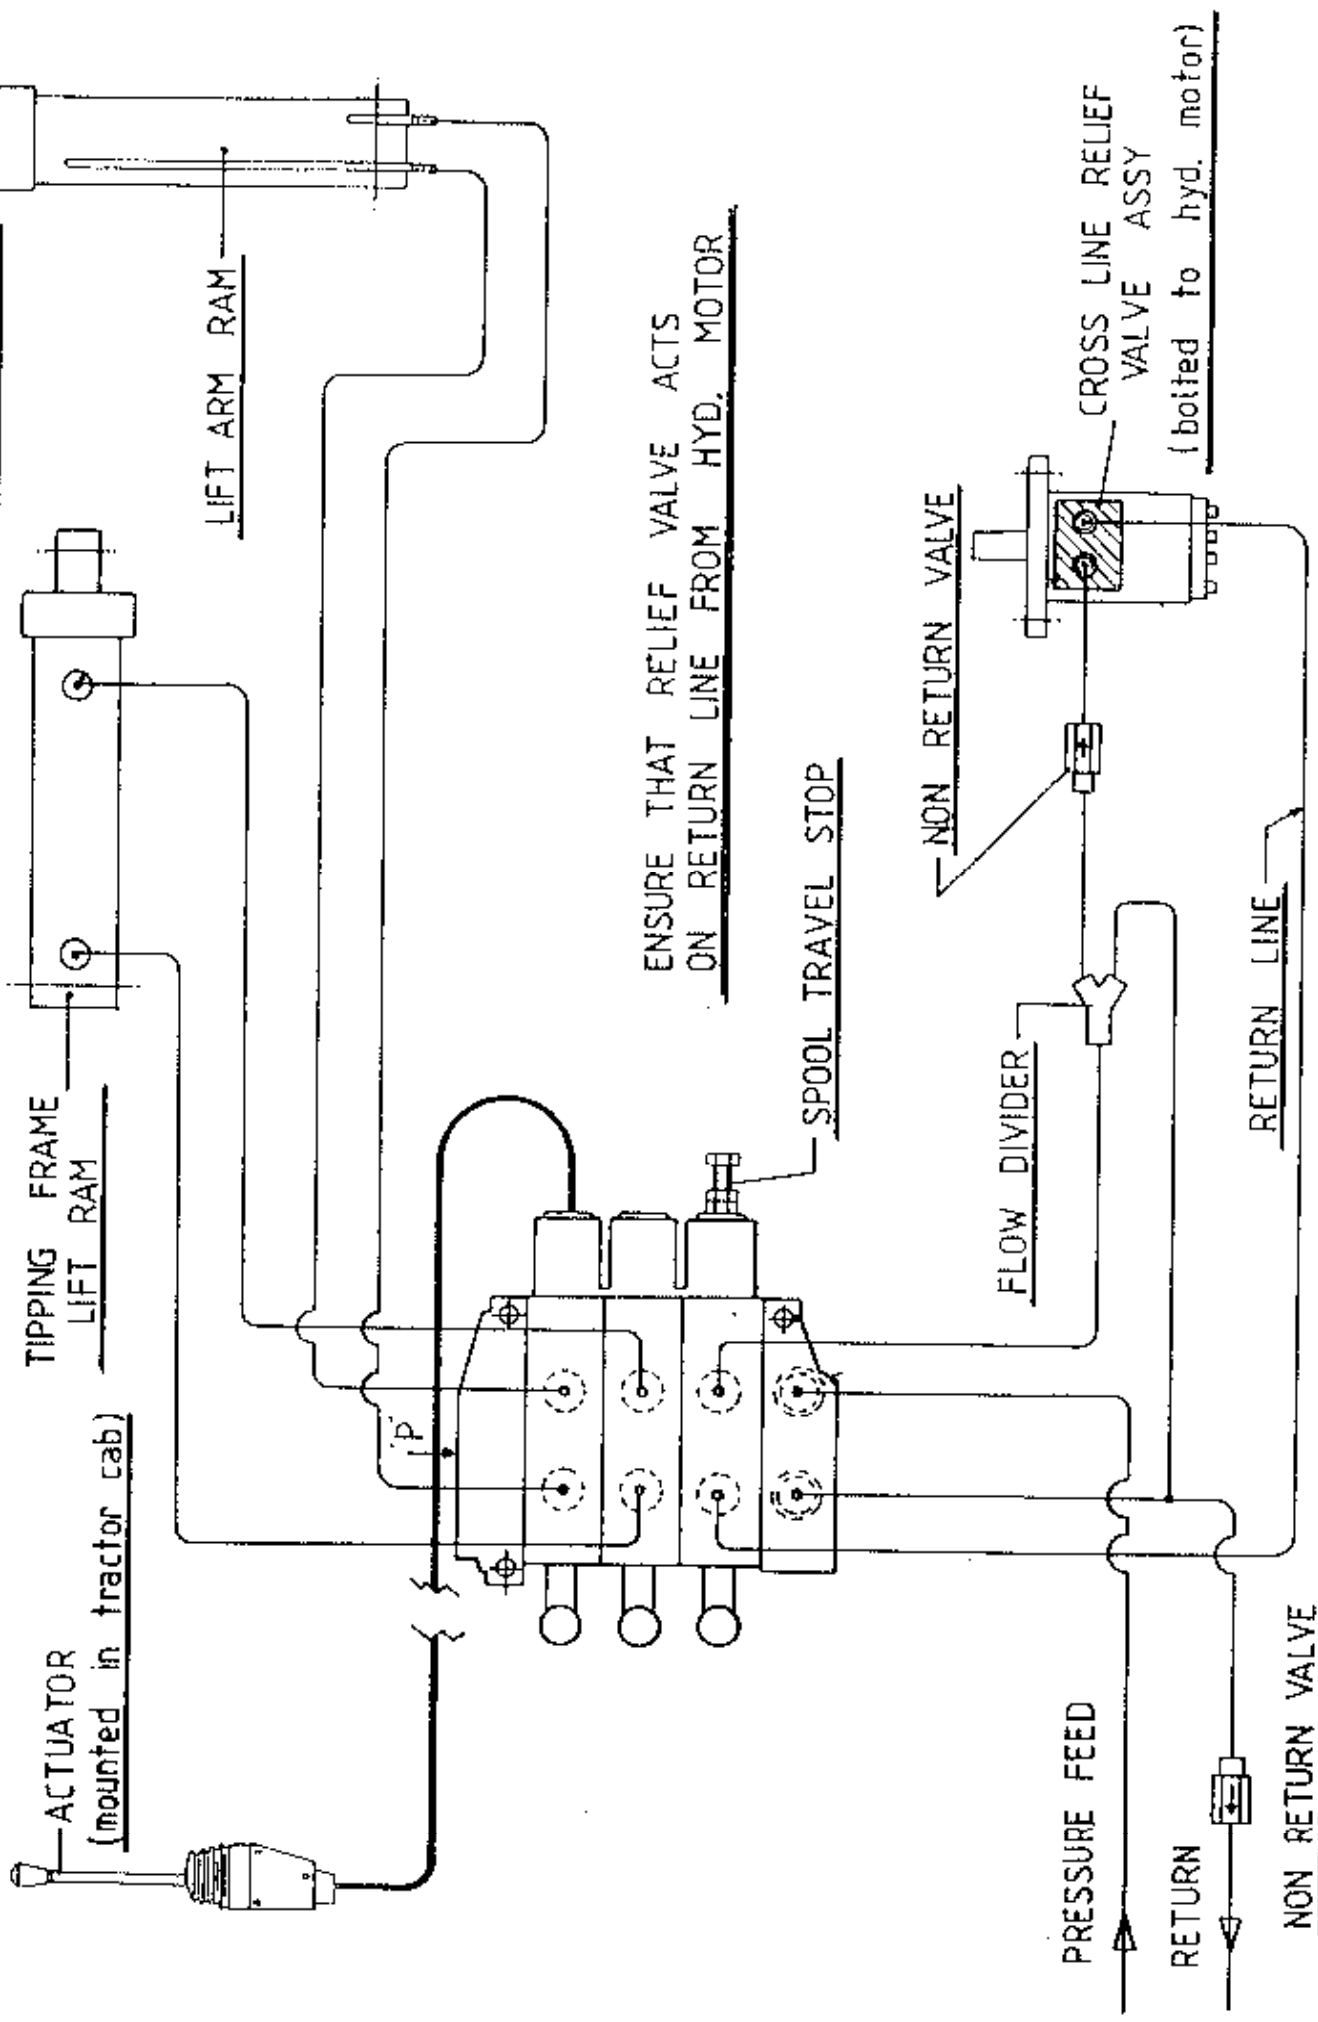 LIFT ARM RAM
TIPPING FRAME
LIFT RAM
ACTUATOR
(mounted in tractor cab)
'P'
ENSURE THAT RELIEF VALVE ACTS
ON RETURN LINE FROM HYD. MOTOR
SPOOL TRAVEL STOP
NON RETURN VALVE
CROSS LINE RELIEF
VALVE ASSY
(bolted to hyd. motor)
FLOW DIVIDER
RETURN LINE
PRESSURE FEED
RETURN
NON RETURN VALVE